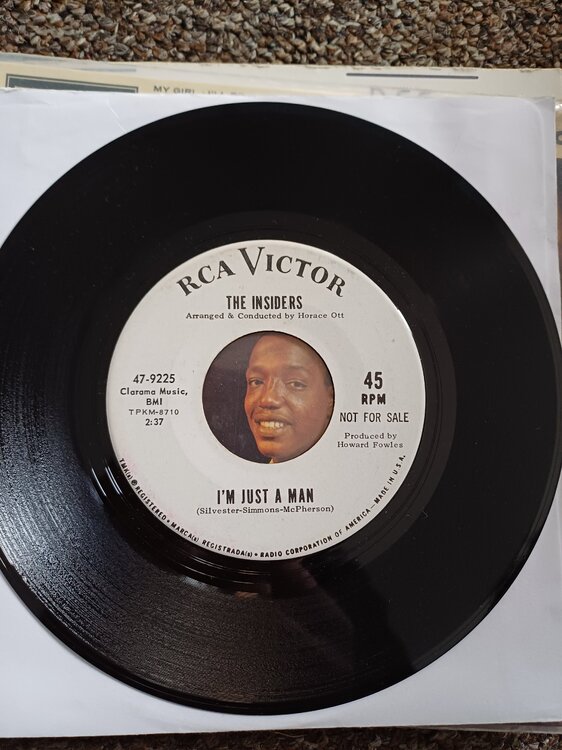 MY GIRL
RCA VICTOR
THE INSIDERS
Arranged & Conducted by Horace Ott
47-9225
Clarama Music,
BMI
TPKM-8710
2:37
45
RPM
NOT FOR SALE
Produced by
Howard Fowles
I'M JUST A MAN
(Silvester-Simmons-McPherson)
TMK(s) ® REGISTERED • MARCA(s) REGISTRADA(s) • RADIO CORPORATION OF AMERICA—MADE IN U.S.A.